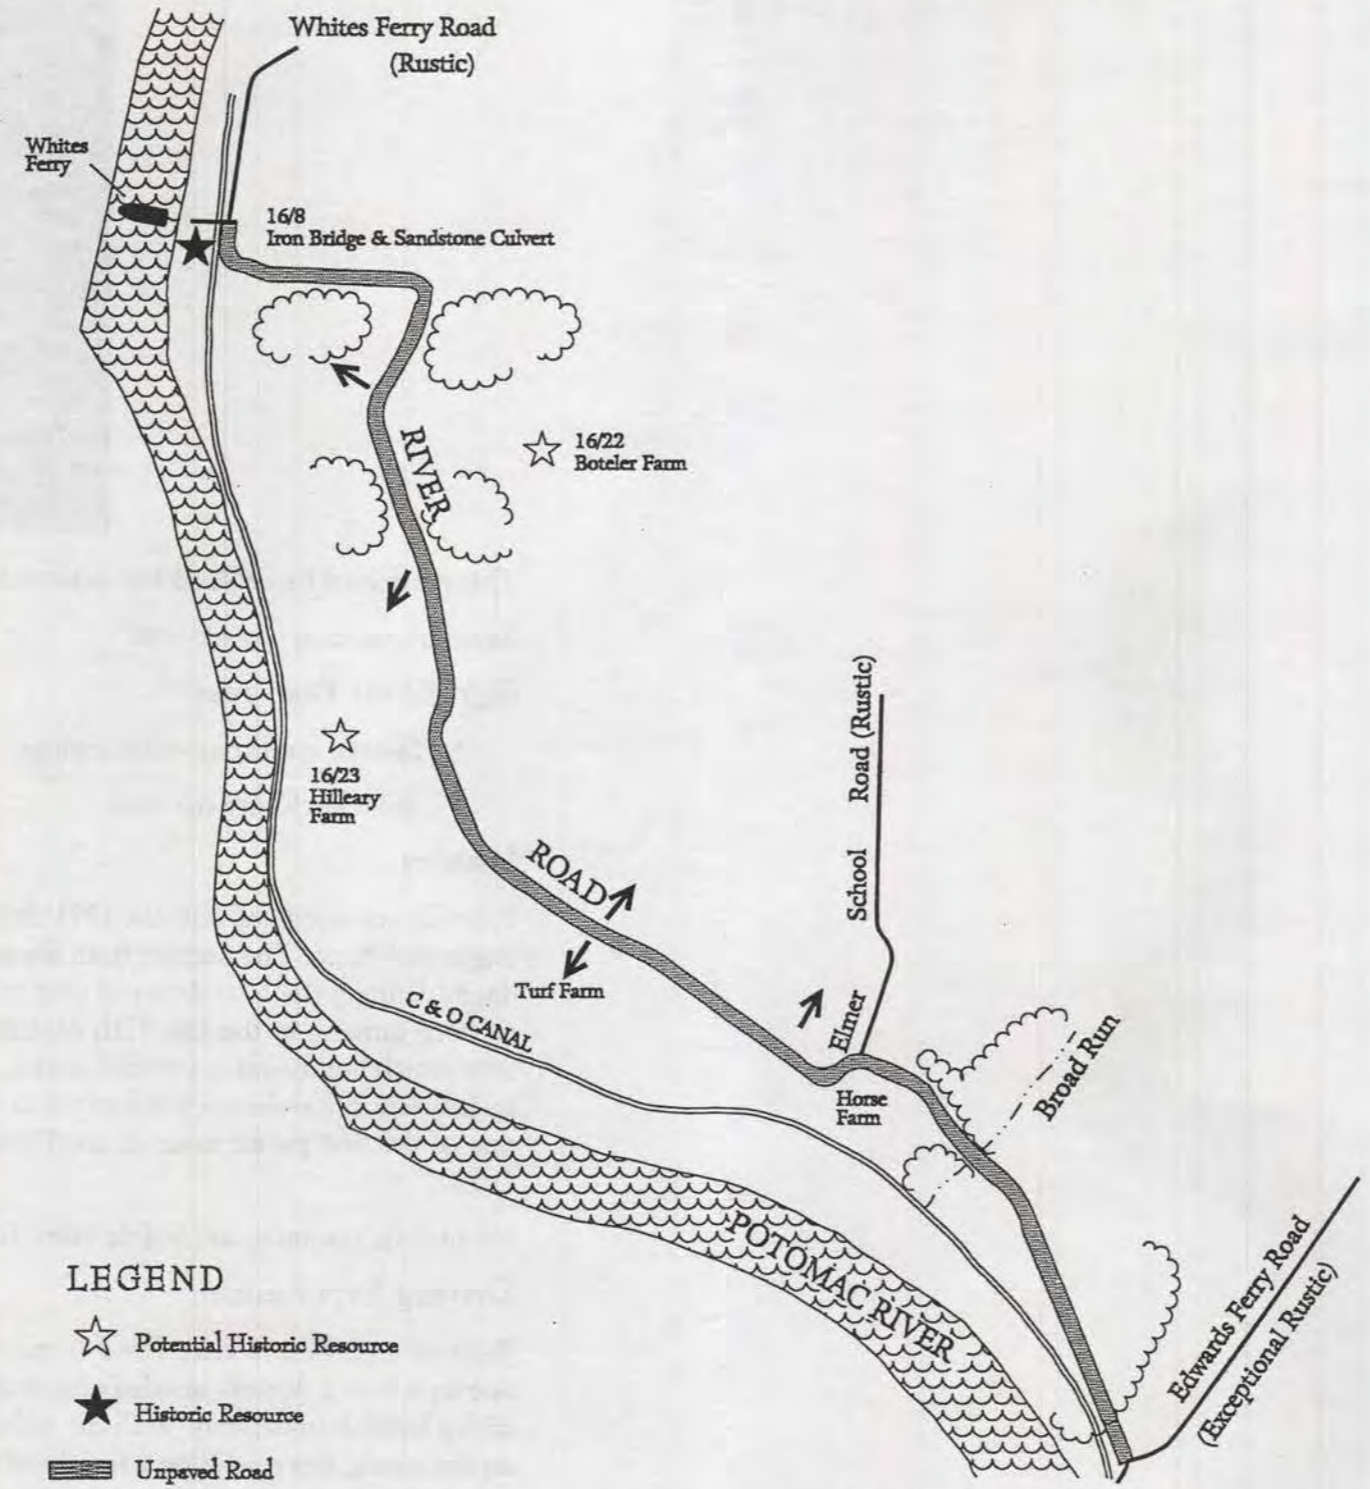 Whites Ferry Road
(Rustic)
Whites
Ferry
16/8
Iron Bridge & Sandstone Culvert
RIVER
16/22
Boteler Farm
16/23
Hilleary
Farm
ROAD
Turf Farm
Elmer School Road (Rustic)
C & O CANAL
Horse
Farm
Broad Run
POTOMAC RIVER
Edwards Ferry Road
(Exceptional Rustic)
LEGEND
Potential Historic Resource
Historic Resource
Unpaved Road